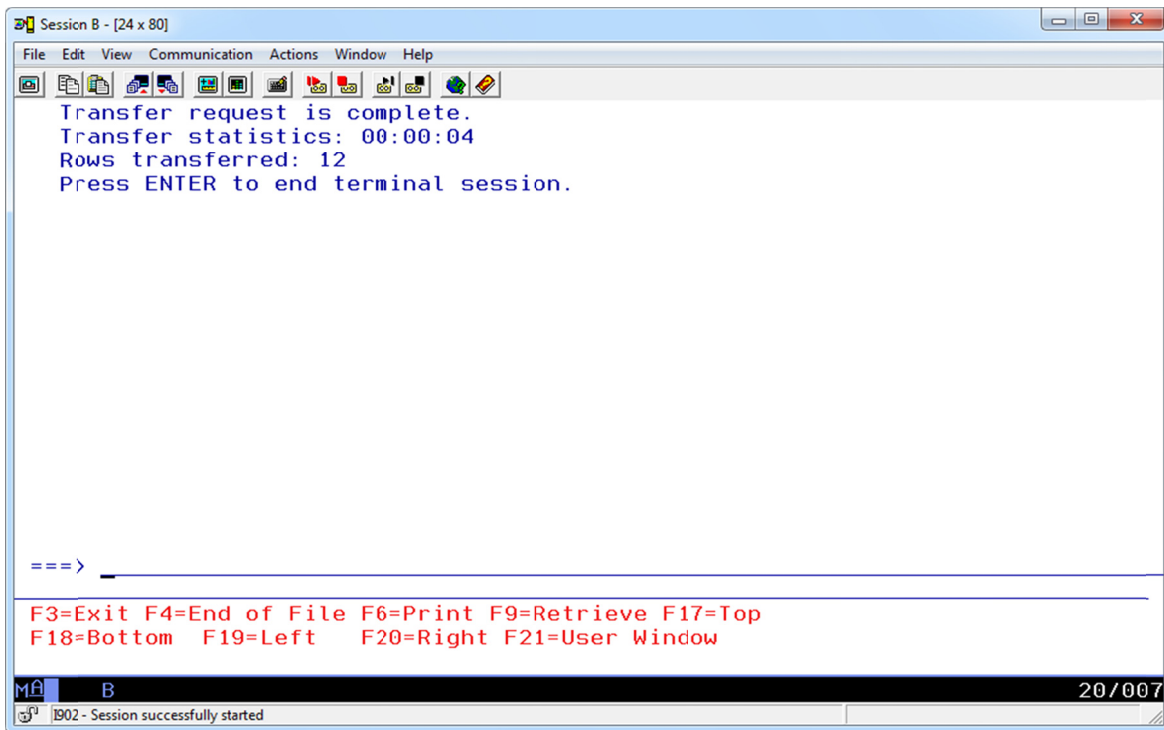 Session B - [24 x 80]
File Edit View Communication Actions Window Help
Transfer request is complete.
Transfer statistics: 00:00:04
Rows transferred: 12
Press ENTER to end terminal session.
===>
F3=Exit F4=End of File F6=Print F9=Retrieve F17=Top
F18=Bottom F19=Left F20=Right F21=User Window
MA B 20/007
I902 - Session successfully started